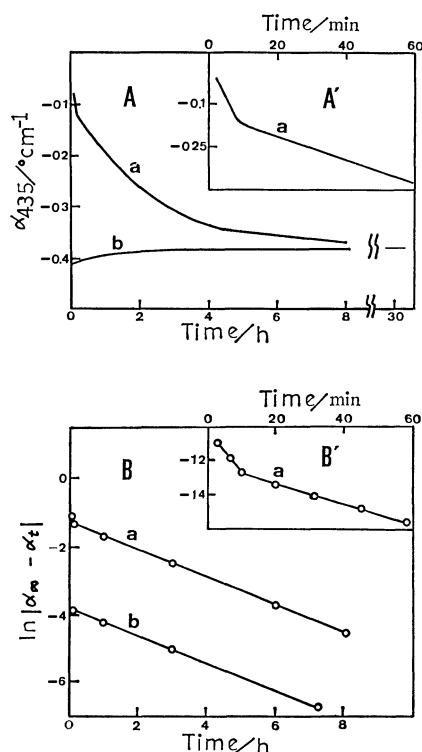 Time/min
0 20 40 60
A
A′
-0.1
-0.25
a
-0.1
-0.2
-0.3
-0.4
α435/°cm-1
a
b
0 2 4 6 8 30
Time/h
Time/min
0 20 40 60
B
B′
-12
-14
a
0
-2
-4
-6
ln|α∞ - αt|
a
b
0 2 4 6 8
Time/h